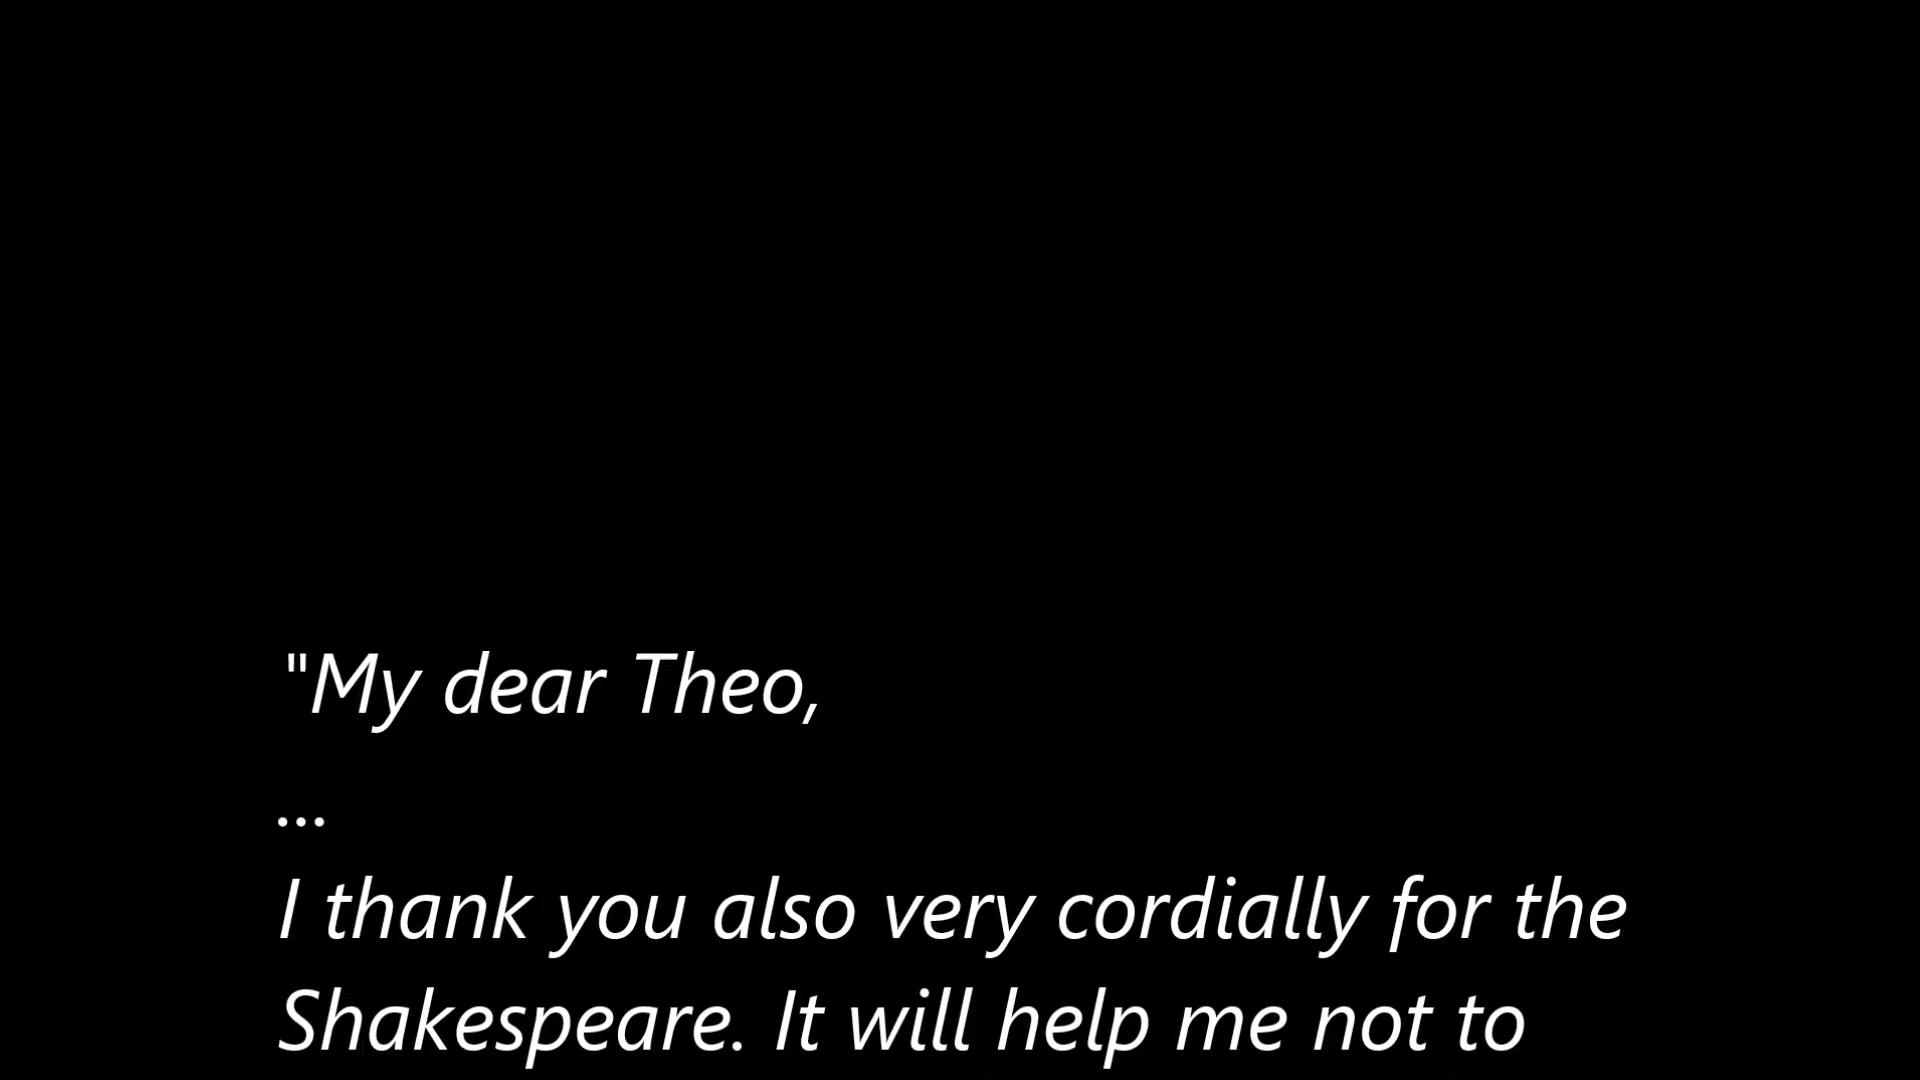 "My dear Theo,
...
I thank you also very cordially for the
Shakespeare. It will help me not to